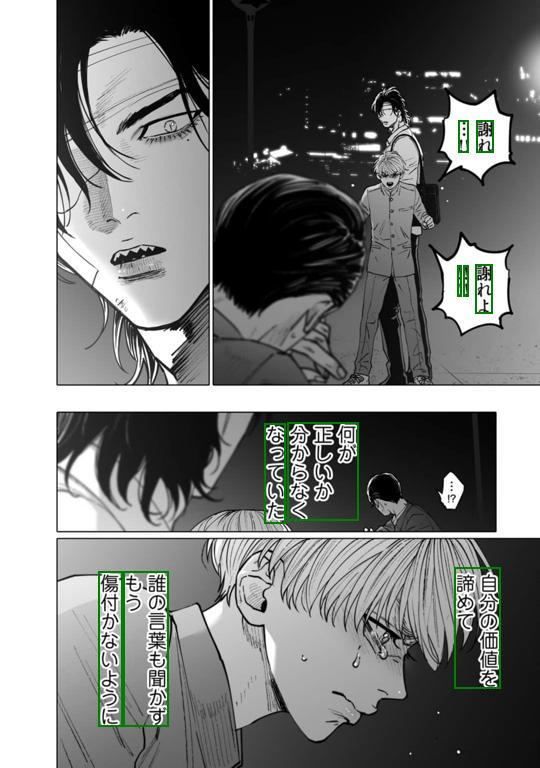 謝れ
…!
謝れよ
!!
…!?
何が
正しいか
分からなく
なっていた
自分の価値を
諦めて
誰の言葉も聞かず
もう
傷付かないように